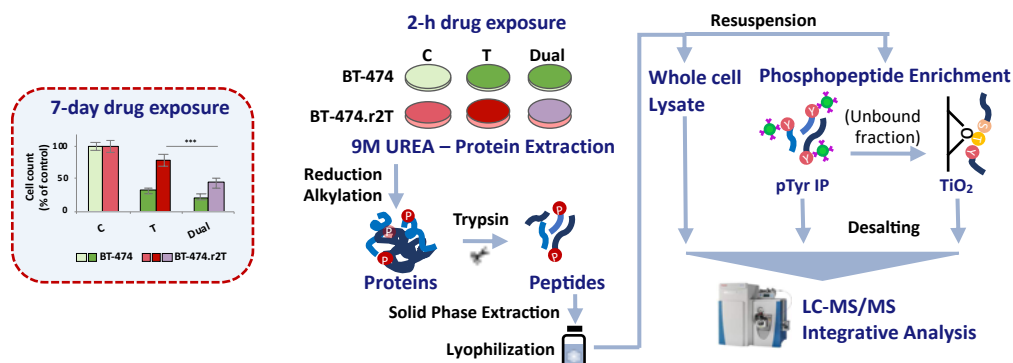 7-day drug exposure
Cell count
(% of control)
100
50
0
***
C
T
Dual
BT-474
BT-474.r2T
2-h drug exposure
C
T
Dual
BT-474
BT-474.r2T
9M UREA – Protein Extraction
Reduction
Alkylation
P
P
P
Proteins
Trypsin
P
P
Peptides
Solid Phase Extraction
Lyophilization
Resuspension
Whole cell
Lysate
Phosphopeptide Enrichment
Y
Y
Y
Y
pTyr IP
(Unbound
fraction)
O
S
T
Y
TiO₂
Desalting
LC-MS/MS
Integrative Analysis